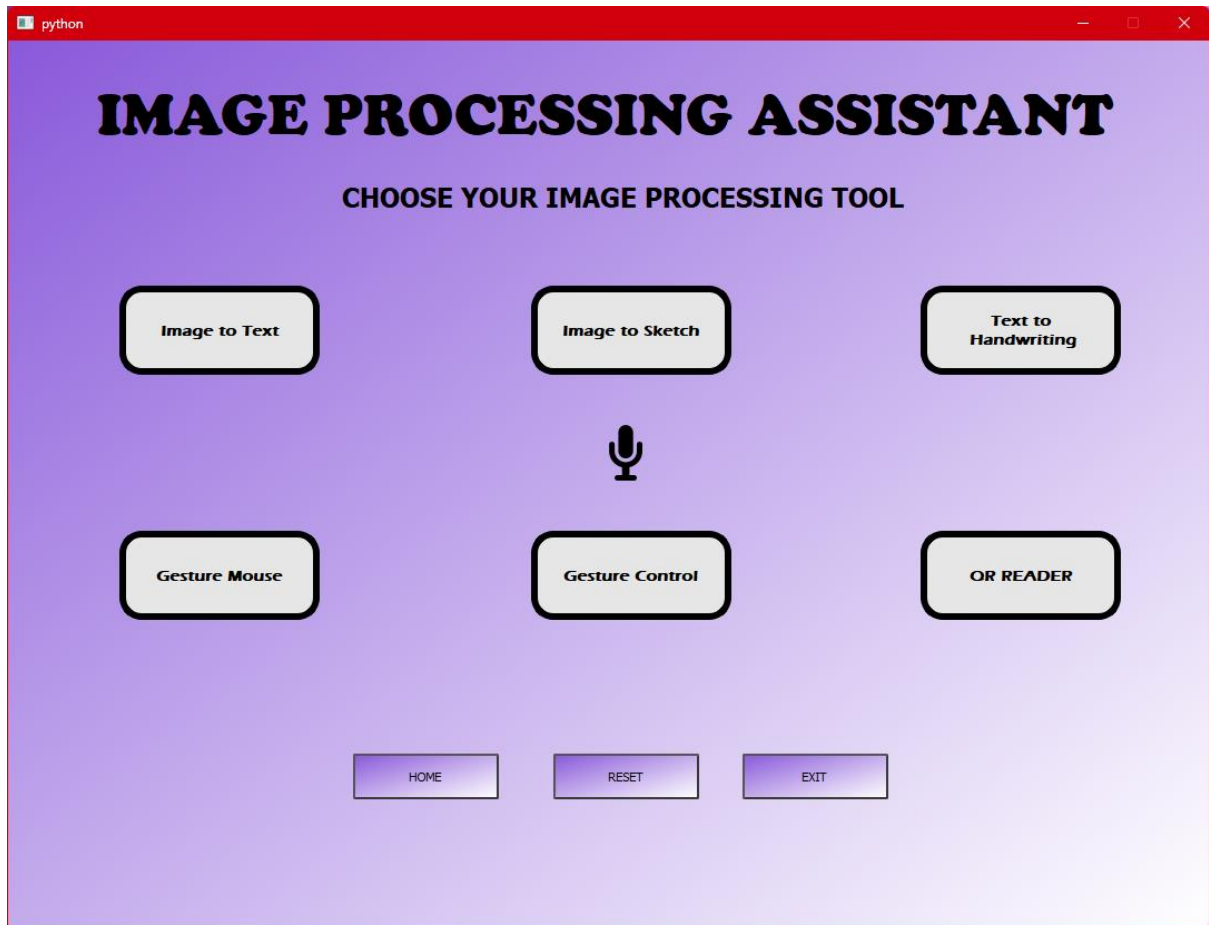 python
IMAGE PROCESSING ASSISTANT
CHOOSE YOUR IMAGE PROCESSING TOOL
Image to Text
Image to Sketch
Text to
Handwriting
Gesture Mouse
Gesture Control
QR READER
HOME
RESET
EXIT